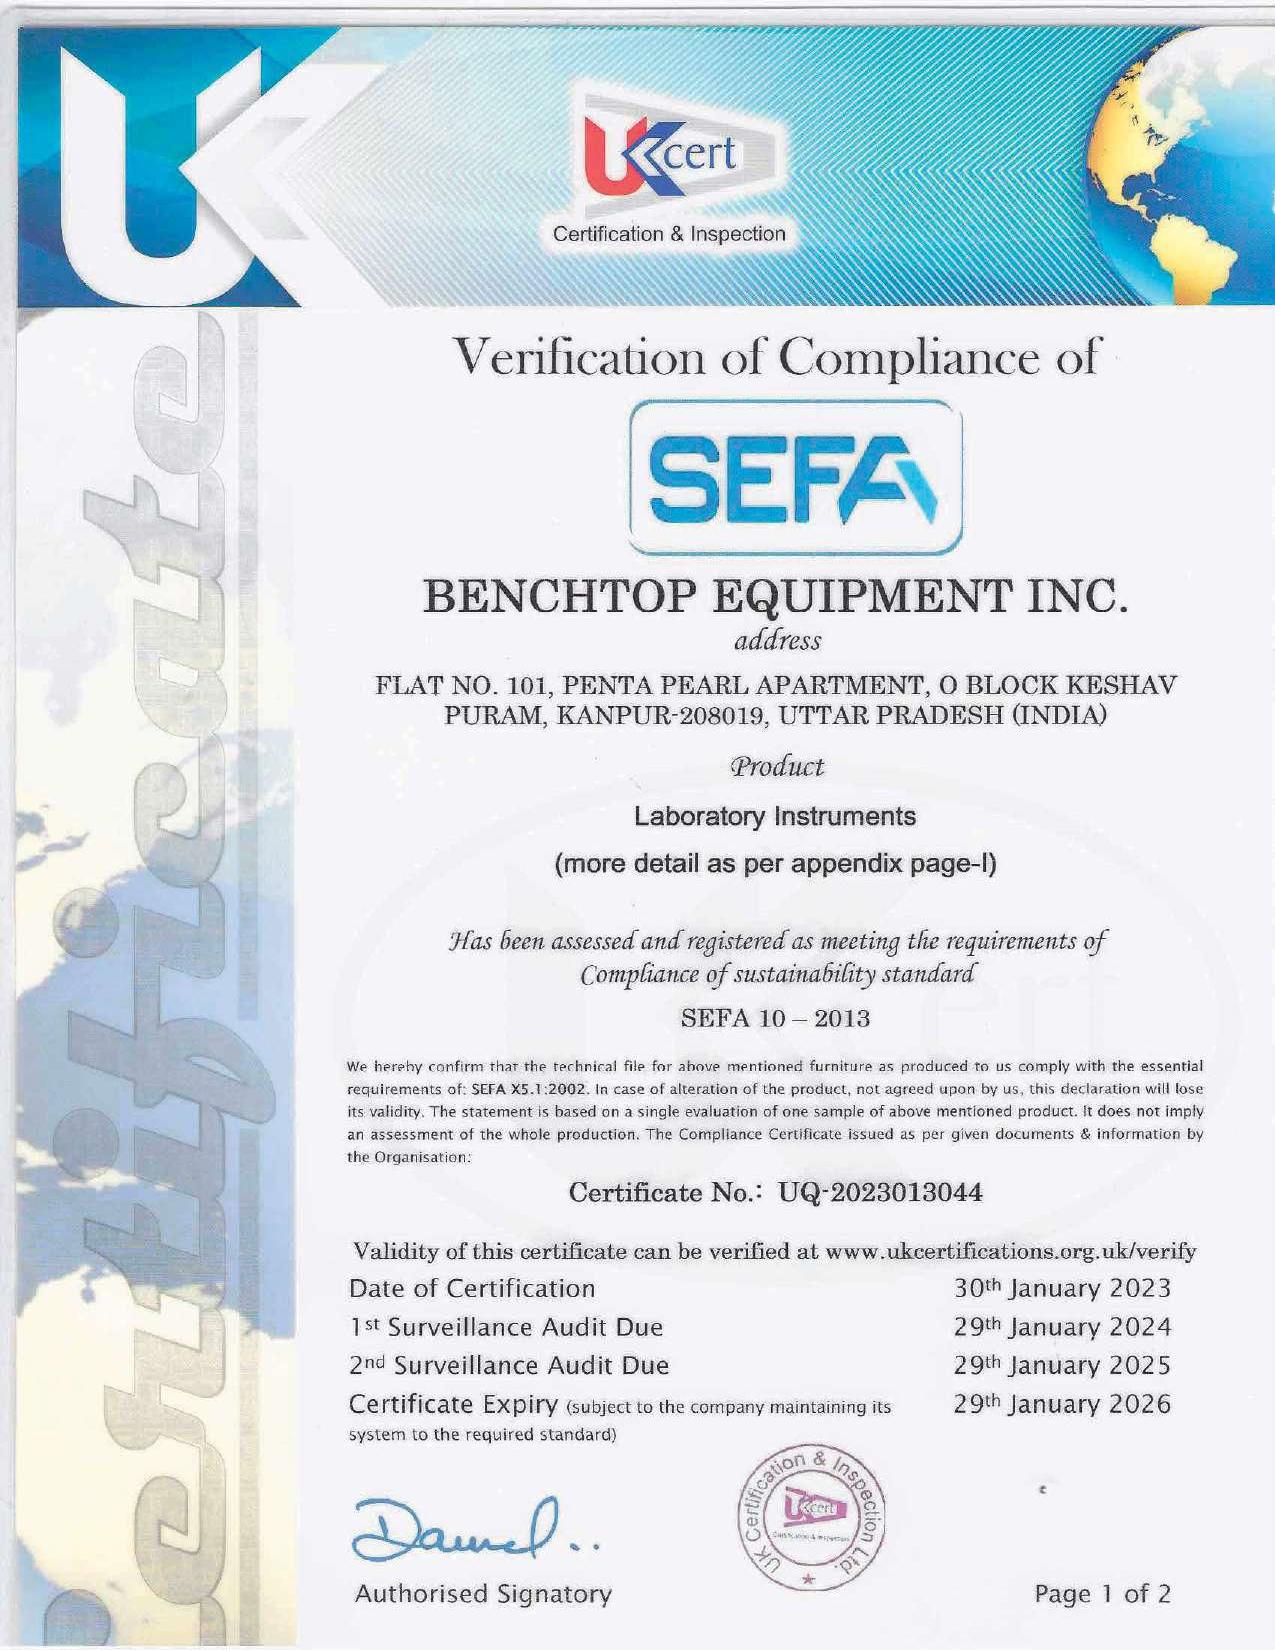 UK
UKcert
Certification & Inspection
Verification of Compliance of
SEFA
BENCHTOP EQUIPMENT INC.
address
FLAT NO. 101, PENTA PEARL APARTMENT, O BLOCK KESHAV
PURAM, KANPUR-208019, UTTAR PRADESH (INDIA)
Product
Laboratory Instruments
(more detail as per appendix page-I)
Has been assessed and registered as meeting the requirements of
Compliance of sustainability standard
SEFA 10 – 2013
We hereby confirm that the technical file for above mentioned furniture as produced to us comply with the essential
requirements of: SEFA X5.1:2002. In case of alteration of the product, not agreed upon by us, this declaration will lose
its validity. The statement is based on a single evaluation of one sample of above mentioned product. It does not imply
an assessment of the whole production. The Compliance Certificate issued as per given documents & information by
the Organisation:
Certificate No.: UQ-2023013044
Validity of this certificate can be verified at www.ukcertifications.org.uk/verify
Date of Certification 30th January 2023
1st Surveillance Audit Due 29th January 2024
2nd Surveillance Audit Due 29th January 2025
Certificate Expiry (subject to the company maintaining its 29th January 2026
system to the required standard)
UK Certification & Inspection Ltd.
UKcert
Certification & Inspection
Authorised Signatory
Page 1 of 2
certificate